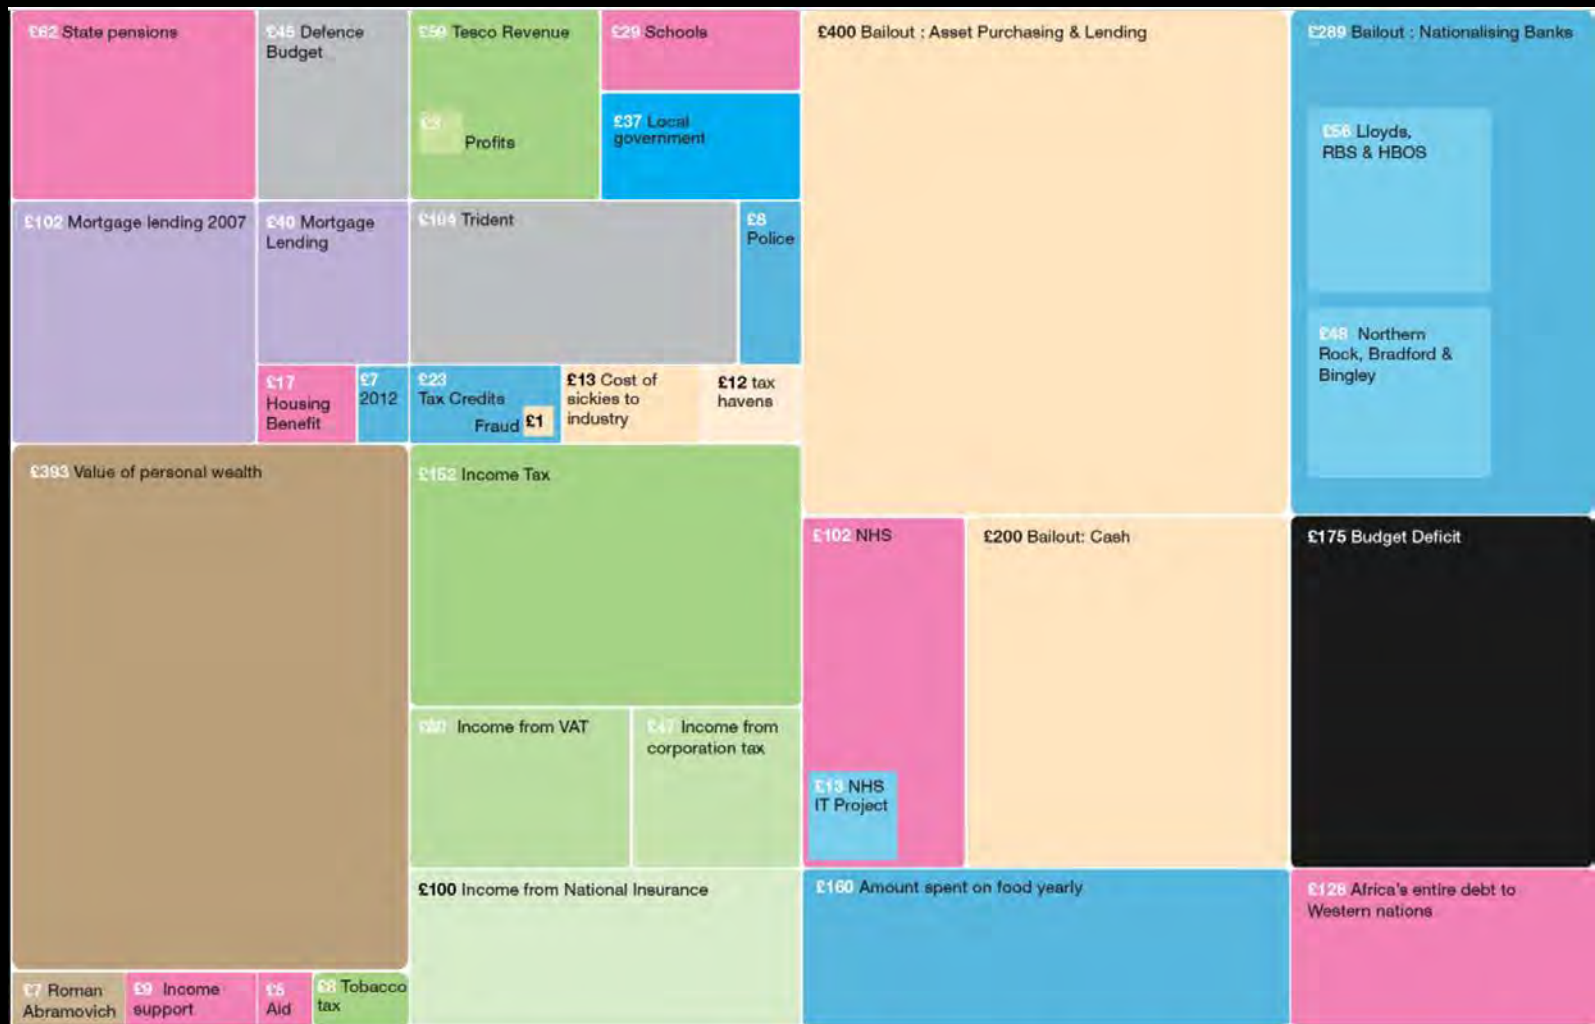 £62 State pensions
£45 Defence
Budget
£59 Tesco Revenue
£3
Profits
£29 Schools
£37 Local
government
£400 Bailout : Asset Purchasing & Lending
£289 Bailout : Nationalising Banks
£56 Lloyds,
RBS & HBOS
£48 Northern
Rock, Bradford &
Bingley
£102 Mortgage lending 2007
£40 Mortgage
Lending
£104 Trident
£8
Police
£17
Housing
Benefit
£7
2012
£23
Tax Credits
Fraud £1
£13 Cost of
sickies to
industry
£12 tax
havens
£393 Value of personal wealth
£152 Income Tax
Income from VAT
£47 Income from
corporation tax
£102 NHS
£13 NHS
IT Project
£200 Bailout: Cash
£175 Budget Deficit
£100 Income from National Insurance
£160 Amount spent on food yearly
£128 Africa's entire debt to
Western nations
£7 Roman
Abramovich
£9 Income
support
Aid
£8 Tobacco
tax